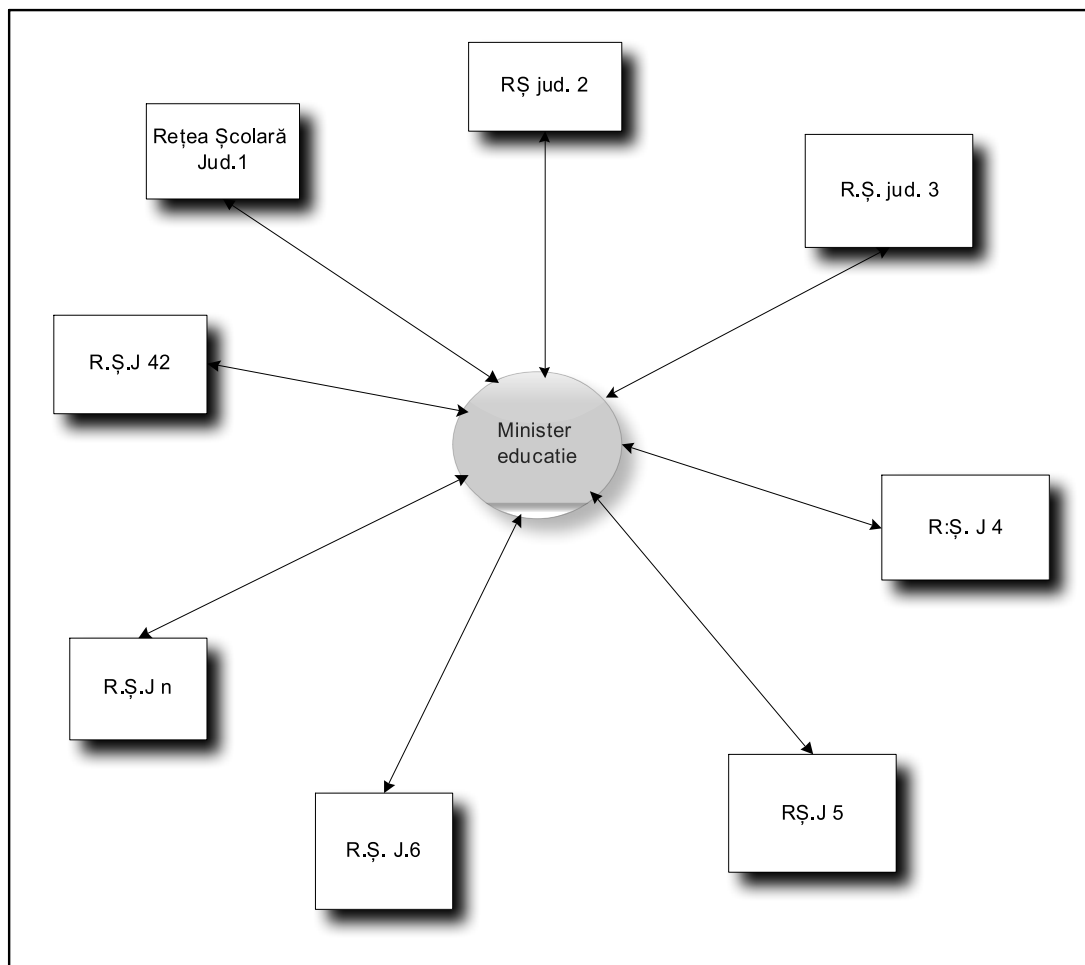 RȘ jud. 2
Rețea Școlară
Jud.1
R.Ș. jud. 3
R.Ș.J 42
Minister
educatie
R:Ș. J 4
R.Ș.J n
RȘ.J 5
R.Ș. J.6